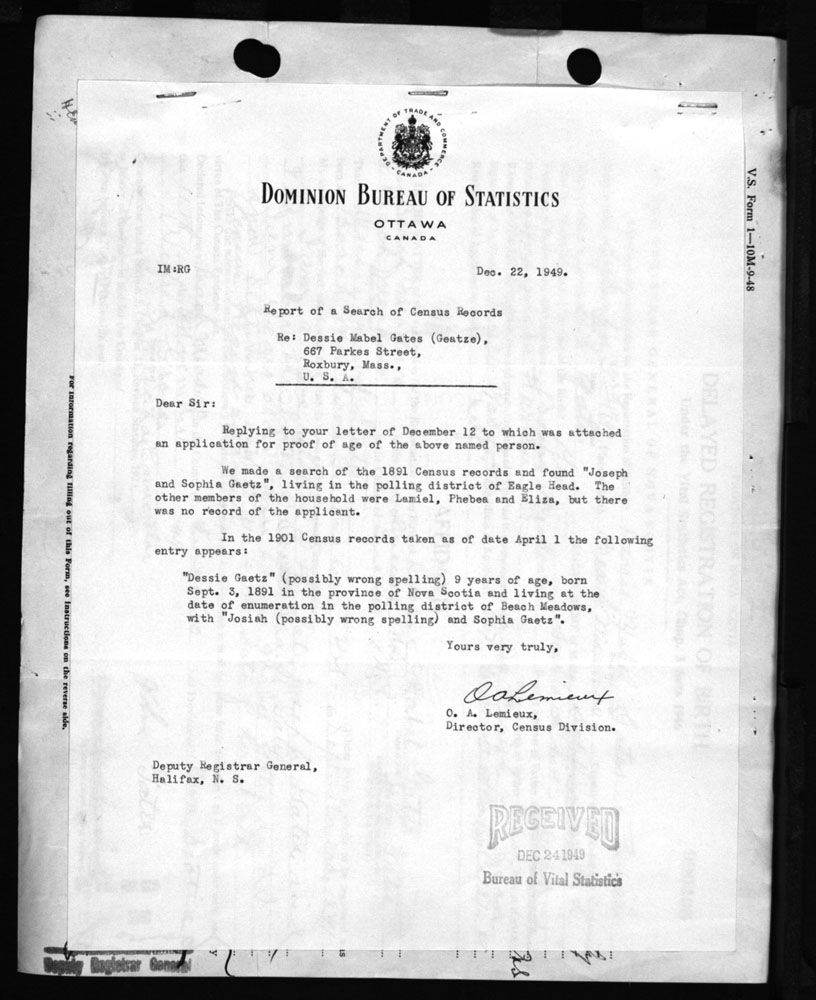 DEPARTMENT OF TRADE AND COMMERCE
CANADA
DOMINION BUREAU OF STATISTICS
OTTAWA
CANADA
IM:RG
Dec. 22, 1949.
Report of a Search of Census Records
Re: Dessie Mabel Gates (Geatze),
667 Parkes Street,
Roxbury, Mass.,
U. S. A.
Dear Sir:
Replying to your letter of December 12 to which was attached
an application for proof of age of the above named person.
We made a search of the 1891 Census records and found "Joseph
and Sophia Gaetz", living in the polling district of Eagle Head. The
other members of the household were Lamiel, Phebea and Eliza, but there
was no record of the applicant.
In the 1901 Census records taken as of date April 1 the following
entry appears:
"Dessie Gaetz" (possibly wrong spelling) 9 years of age, born
Sept. 3, 1891 in the province of Nova Scotia and living at the
date of enumeration in the polling district of Beach Meadows,
with "Josiah (possibly wrong spelling) and Sophia Gaetz".
Yours very truly,
O A Lemieux
O. A. Lemieux,
Director, Census Division.
Deputy Registrar General,
Halifax, N. S.
RECEIVED
DEC 24 1949
Bureau of Vital Statistics
V.S. Form 1—10M-9-48
For information regarding filling out of this Form, see Instructions on the reverse side.
Deputy Registrar General
DELAYED REGISTRATION OF BIRTH